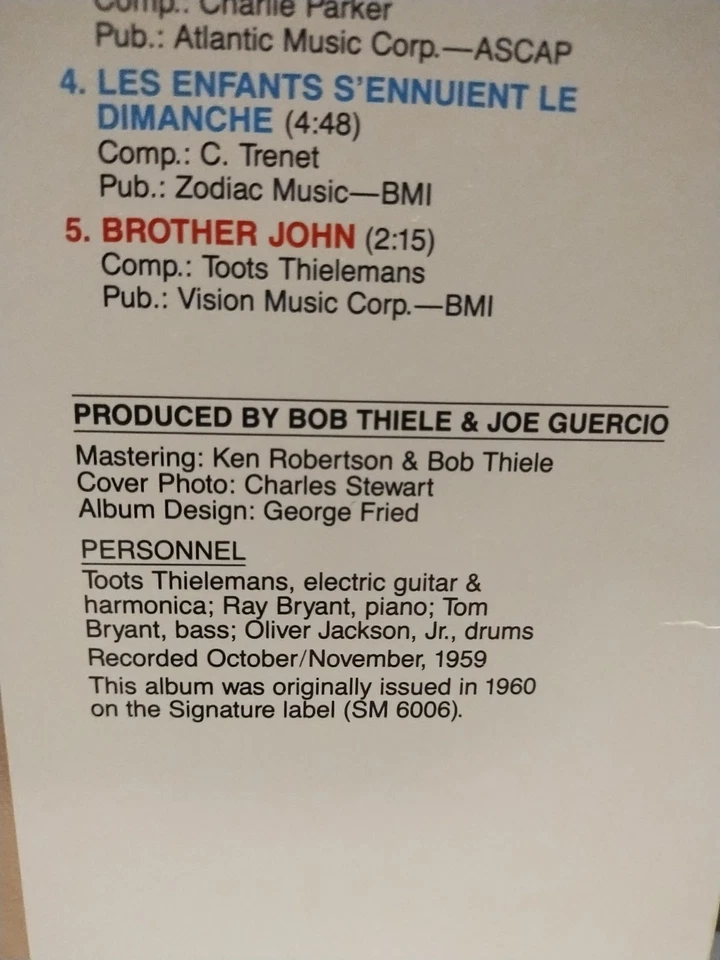 Comp.: Charlie Parker
Pub.: Atlantic Music Corp.—ASCAP
4. LES ENFANTS S'ENNUIENT LE
DIMANCHE (4:48)
Comp.: C. Trenet
Pub.: Zodiac Music—BMI
5. BROTHER JOHN (2:15)
Comp.: Toots Thielemans
Pub.: Vision Music Corp.—BMI
PRODUCED BY BOB THIELE & JOE GUERCIO
Mastering: Ken Robertson & Bob Thiele
Cover Photo: Charles Stewart
Album Design: George Fried
PERSONNEL
Toots Thielemans, electric guitar &
harmonica; Ray Bryant, piano; Tom
Bryant, bass; Oliver Jackson, Jr., drums
Recorded October/November, 1959
This album was originally issued in 1960
on the Signature label (SM 6006).